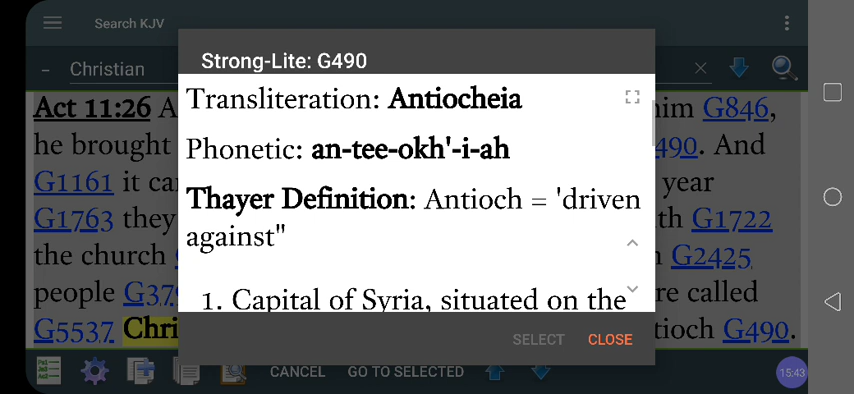 Search KJV
Strong-Lite: G490
- Christian
Transliteration: Antiocheia
Act 11:26 A him G846,
Phonetic: an-tee-okh'-i-ah
he brought 490. And
G1161 it ca year
Thayer Definition: Antioch = 'driven
G1763 they th G1722
against"
the church G2425
people G379 re called
1. Capital of Syria, situated on the
G5537 Chri tioch G490.
SELECT CLOSE
CANCEL GO TO SELECTED
15:43